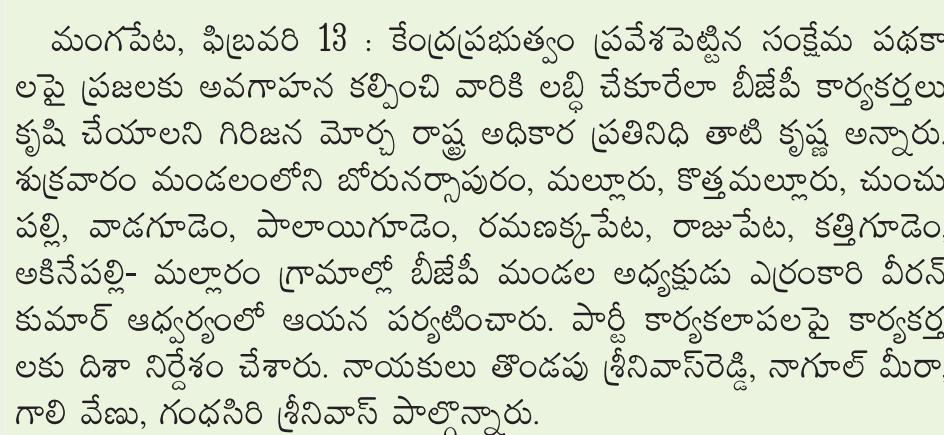 మంగపేట, ఫిబ్రవరి 13 : కేంద్రప్రభుత్వం ప్రవేశపెట్టిన సంక్షేమ పథకా
లపై ప్రజలకు అవగాహన కల్పించి వారికి లబ్ధి చేకూరేలా బీజేపీ కార్యకర్తలు
కృషి చేయాలని గిరిజన మోర్చ రాష్ట్ర అధికార ప్రతినిధి తాటి కృష్ణ అన్నారు.
శుక్రవారం మండలంలోని బోరునర్సాపురం, మల్లూరు, కొత్తమల్లూరు, చుంచు
పల్లి, వాడగూడెం, పాలాయిగూడెం, రమణక్కపేట, రాజుపేట, కత్తిగూడెం,
అకినేపల్లి- మల్లారం గ్రామాల్లో బీజేపీ మండల అధ్యక్షుడు ఎర్రంకారి వీరన్
కుమార్ ఆధ్వర్యంలో ఆయన పర్యటించారు. పార్టీ కార్యకలాపలపై కార్యకర్త
లకు దిశా నిర్దేశం చేశారు. నాయకులు తొండపు శ్రీనివాస్‌రెడ్డి, నాగూల్ మీరా,
గాలి వేణు, గంధసిరి శ్రీనివాస్ పాల్గొన్నారు.